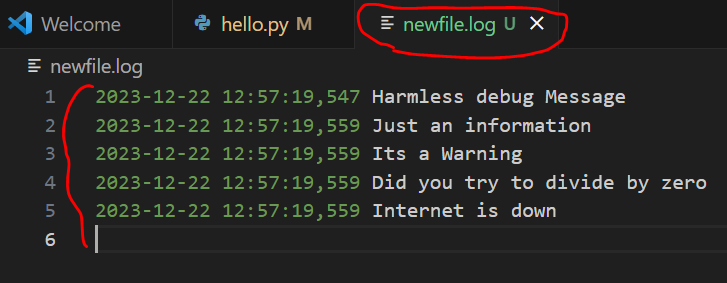 Welcome hello.py M newfile.log U
newfile.log
1 2023-12-22 12:57:19,547 Harmless debug Message
2 2023-12-22 12:57:19,559 Just an information
3 2023-12-22 12:57:19,559 Its a Warning
4 2023-12-22 12:57:19,559 Did you try to divide by zero
5 2023-12-22 12:57:19,559 Internet is down
6